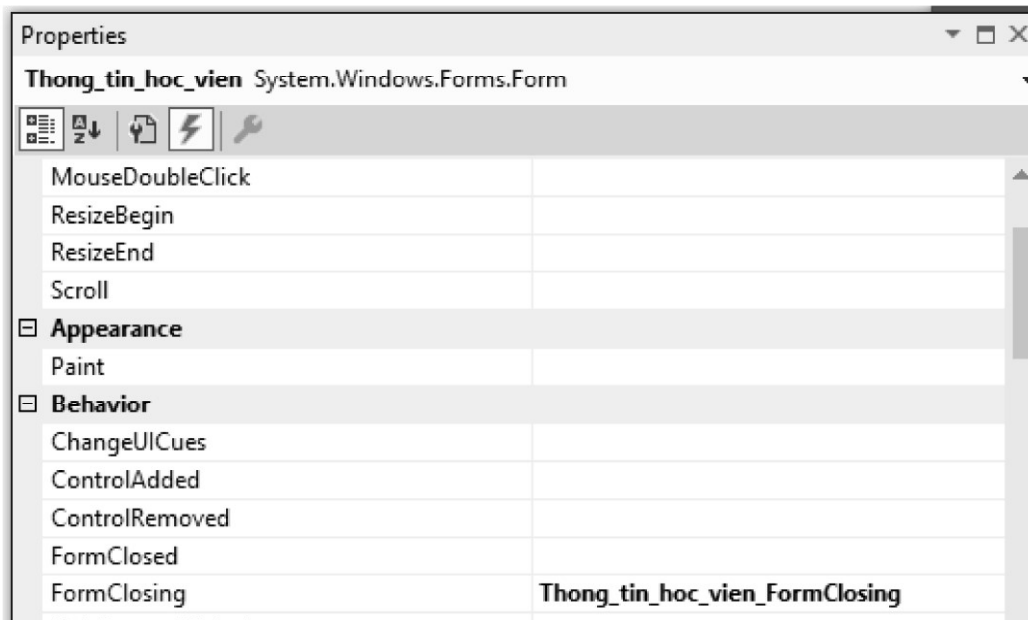 Properties
Thong_tin_hoc_vien System.Windows.Forms.Form
MouseDoubleClick
ResizeBegin
ResizeEnd
Scroll
Appearance
Paint
Behavior
ChangeUICues
ControlAdded
ControlRemoved
FormClosed
FormClosing Thong_tin_hoc_vien_FormClosing